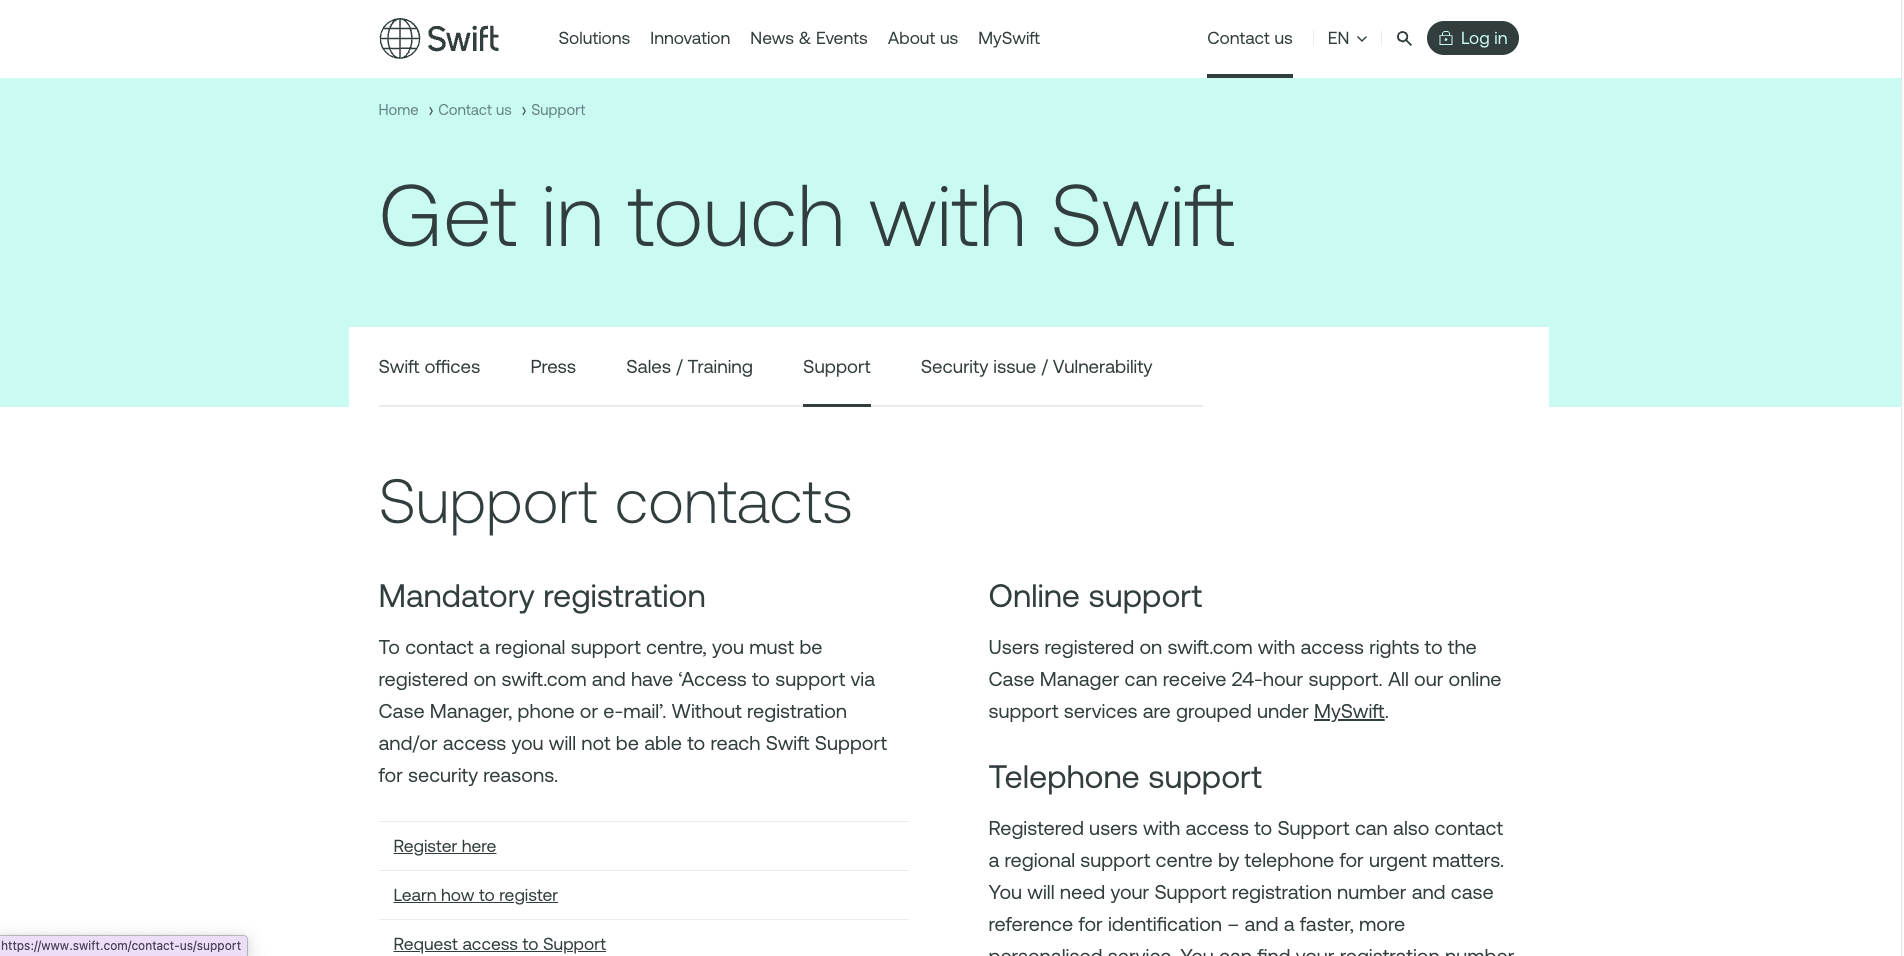 Swift
Solutions
Innovation
News & Events
About us
MySwift
Contact us
EN
Log in
Home › Contact us › Support
Get in touch with Swift
Swift offices
Press
Sales / Training
Support
Security issue / Vulnerability
Support contacts
Mandatory registration
To contact a regional support centre, you must be
registered on swift.com and have ‘Access to support via
Case Manager, phone or e-mail’. Without registration
and/or access you will not be able to reach Swift Support
for security reasons.
Register here
Learn how to register
Request access to Support
Online support
Users registered on swift.com with access rights to the
Case Manager can receive 24-hour support. All our online
support services are grouped under MySwift.
Telephone support
Registered users with access to Support can also contact
a regional support centre by telephone for urgent matters.
You will need your Support registration number and case
reference for identification – and a faster, more
personalised service. You can find your registration number
https://www.swift.com/contact-us/support